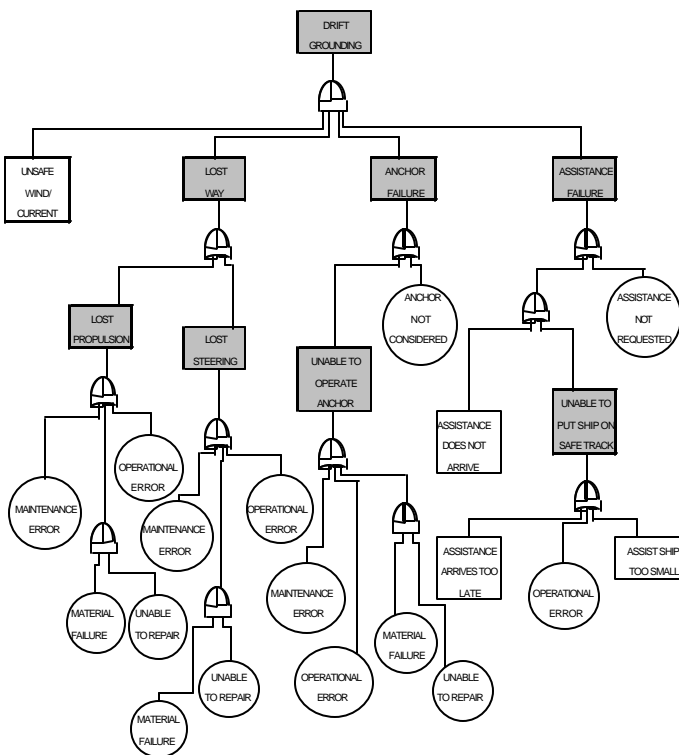 DRIFT
GROUNDING
UNSAFE
WIND/
CURRENT
LOST
WAY
ANCHOR
FAILURE
ASSISTANCE
FAILURE
LOST
PROPULSION
LOST
STEERING
ANCHOR
NOT
CONSIDERED
ASSISTANCE
NOT
REQUESTED
UNABLE TO
OPERATE
ANCHOR
ASSISTANCE
DOES NOT
ARRIVE
UNABLE TO
PUT SHIP ON
SAFE TRACK
MAINTENANCE
ERROR
OPERATIONAL
ERROR
MAINTENANCE
ERROR
OPERATIONAL
ERROR
MATERIAL
FAILURE
UNABLE
TO REPAIR
MATERIAL
FAILURE
UNABLE
TO REPAIR
MAINTENANCE
ERROR
OPERATIONAL
ERROR
MATERIAL
FAILURE
UNABLE
TO REPAIR
ASSISTANCE
ARRIVES TOO
LATE
OPERATIONAL
ERROR
ASSIST SHIP
TOO SMALL